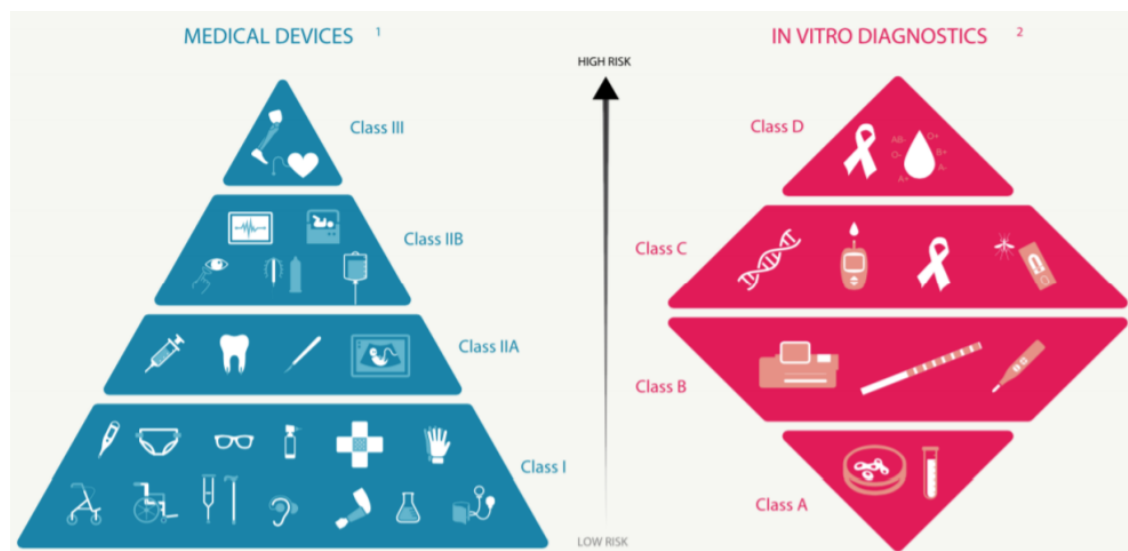 MEDICAL DEVICES 1
IN VITRO DIAGNOSTICS 2
HIGH RISK
Class III
Class IIB
Class IIA
Class I
Class D
AB-
O+
O-
B+
A-
A+
Class C
Class B
Class A
LOW RISK